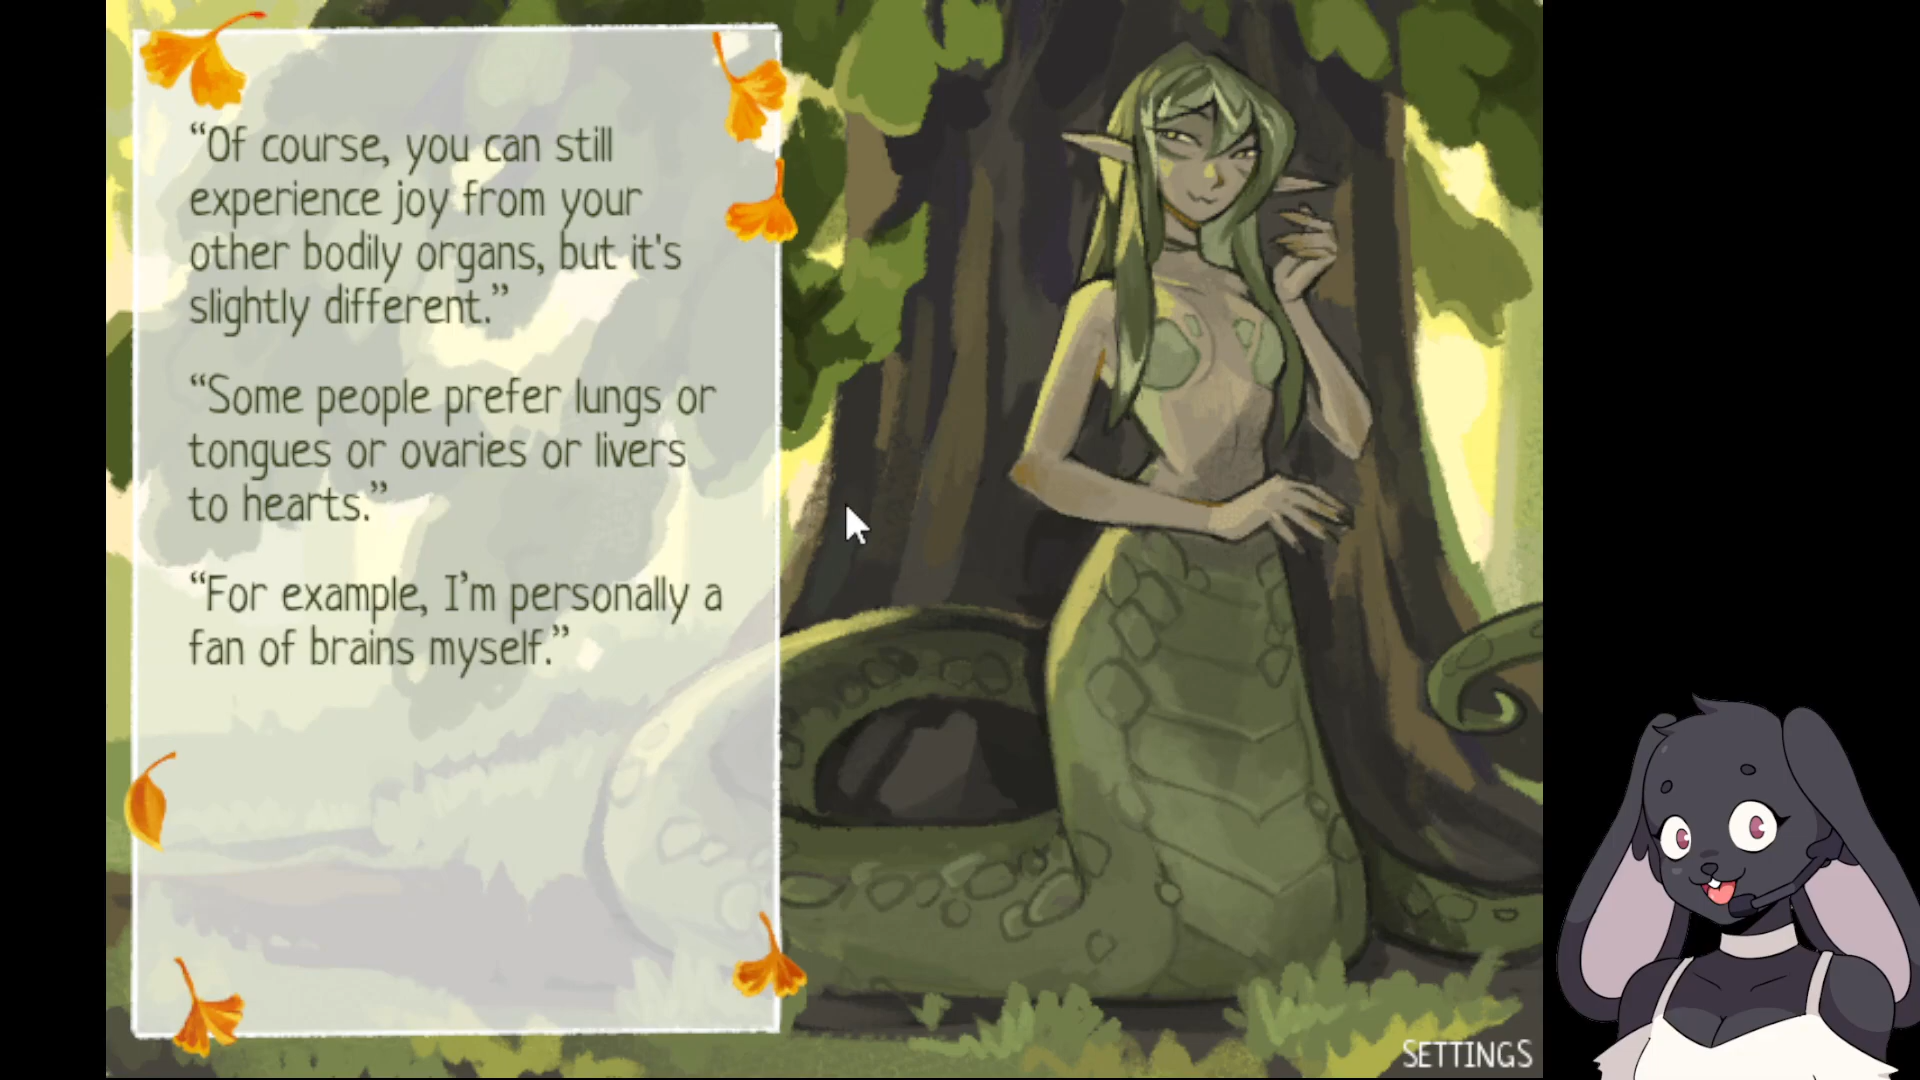 “Of course, you can still
experience joy from your
other bodily organs, but it's
slightly different.”
“Some people prefer lungs or
tongues or ovaries or livers
to hearts.”
“For example, I’m personally a
fan of brains myself.”
SETTINGS